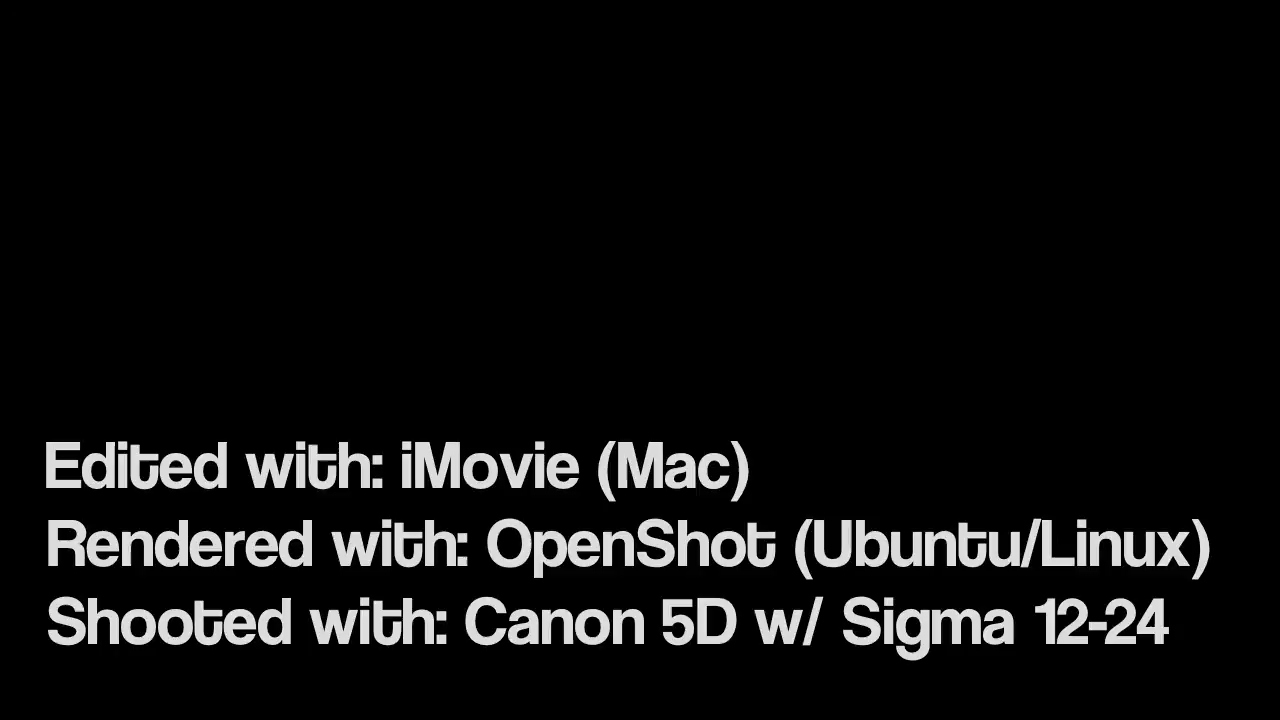 Edited with: iMovie (Mac)
Rendered with: OpenShot (Ubuntu/Linux)
Shooted with: Canon 5D w/ Sigma 12-24